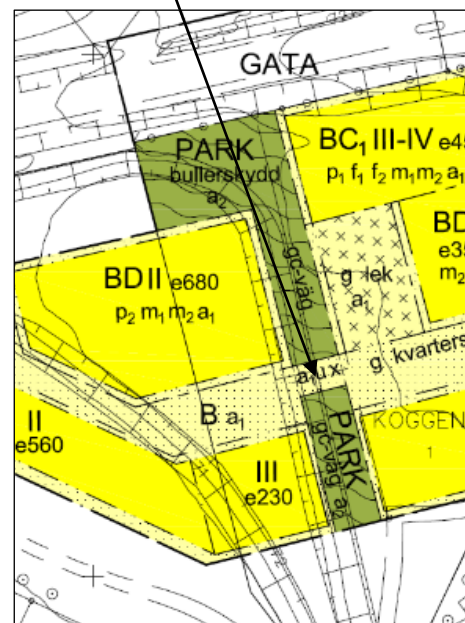 GATA
PARK
bullerskydd
a₂
BC₁ III-IV e45
p₁ f₁ f₂ m₁ m₂ a₁
BD
e35
m₂
gc-väg
g lek
a₁
BD II e680
p₂ m₁ m₂ a₁
g kvarters
a₁ u x
B a₁
II
e560
III
e230
PARK
gc-väg a₂
KOGGEN
1